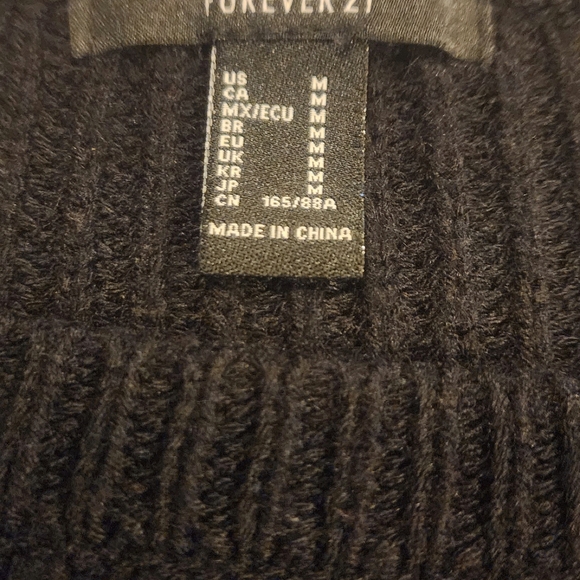 FOREVER 21
US M
CA M
MX/ECU M
BR M
EU M
UK M
KR M
JP M
CN 165/88A
MADE IN CHINA